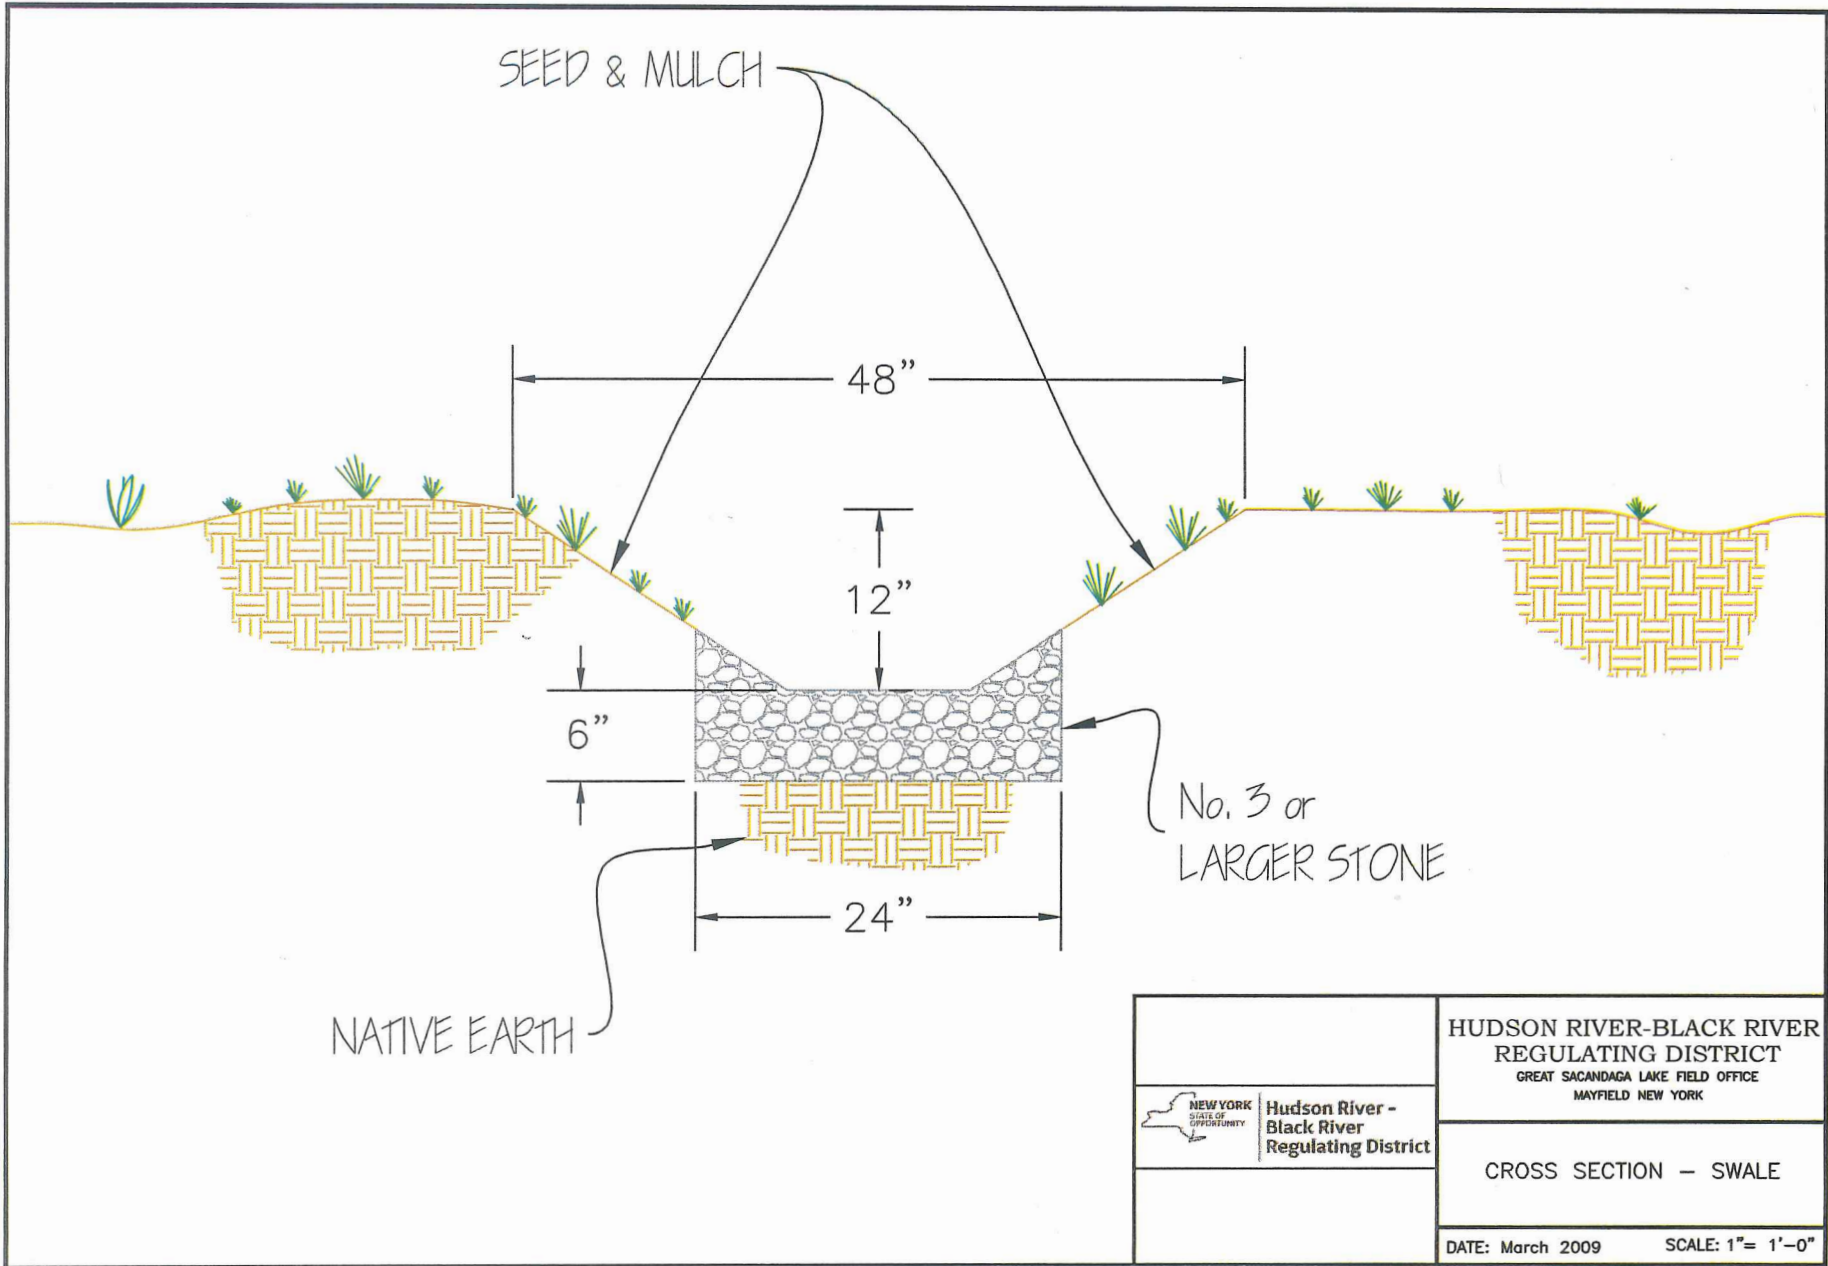 SEED & MULCH
48”
12”
6”
No. 3 or
LARGER STONE
24”
NATIVE EARTH
NEW YORK
STATE OF
OPPORTUNITY
Hudson River -
Black River
Regulating District
HUDSON RIVER-BLACK RIVER
REGULATING DISTRICT
GREAT SACANDAGA LAKE FIELD OFFICE
MAYFIELD NEW YORK
CROSS SECTION – SWALE
DATE: March 2009 SCALE: 1"= 1'-0"